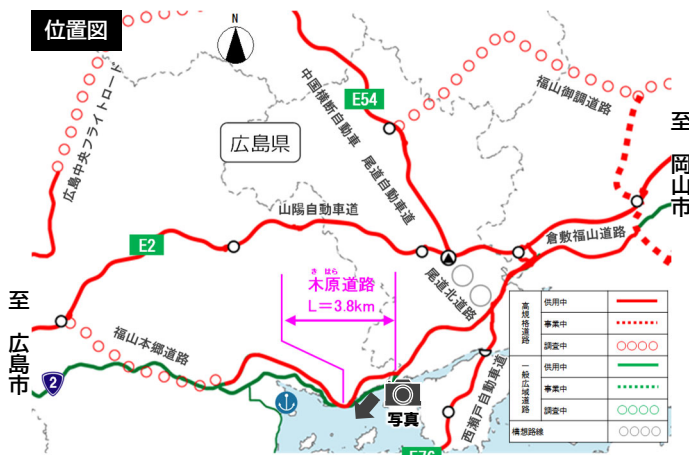 位置図
N
広島中央フライトロード
中国横断自動車道 尾道自動車道
E54
福山御調道路
至 岡山市
広島県
山陽自動車道
E2
倉敷福山道路
尾道北道路
きはら
木原道路
L=3.8km
至 広島市
福山本郷道路
2
写真
西瀬戸自動車道
E76
高規格道路
供用中
事業中
調査中
一般広域道路
供用中
事業中
調査中
構想路線